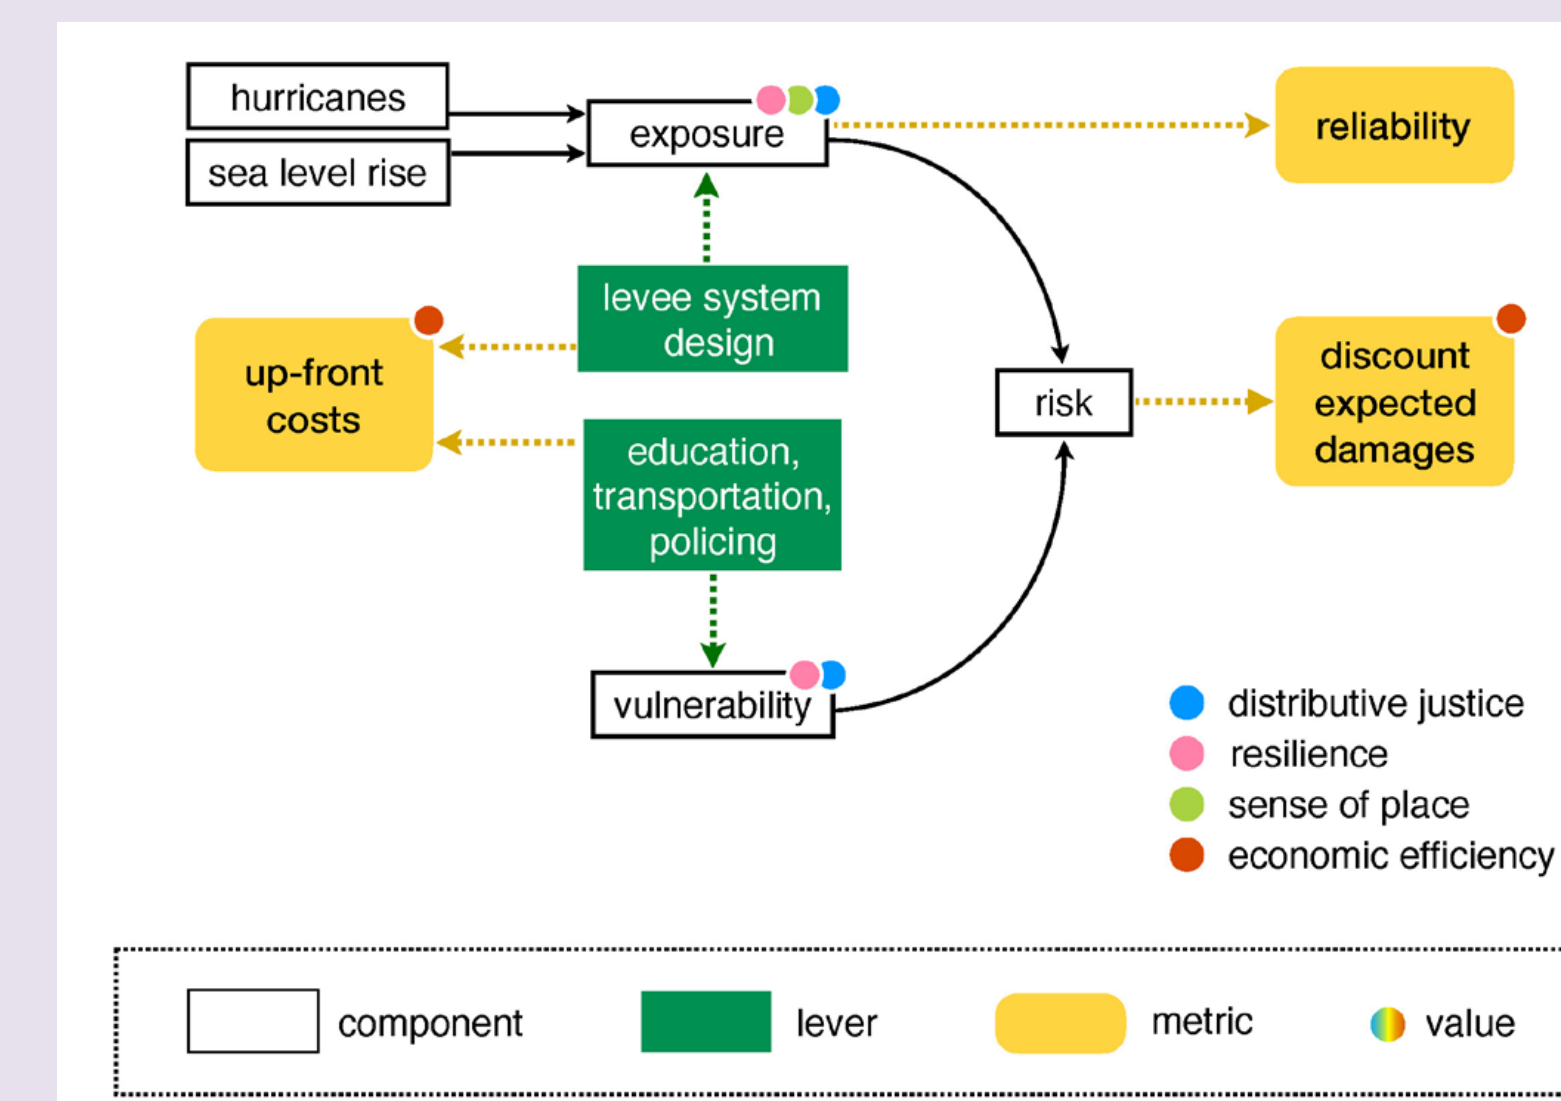 hurricanes
sea level rise
exposure
reliability
levee system
design
up-front
costs
education,
transportation,
policing
risk
discount
expected
damages
vulnerability
distributive justice
resilience
sense of place
economic efficiency
component
lever
metric
value